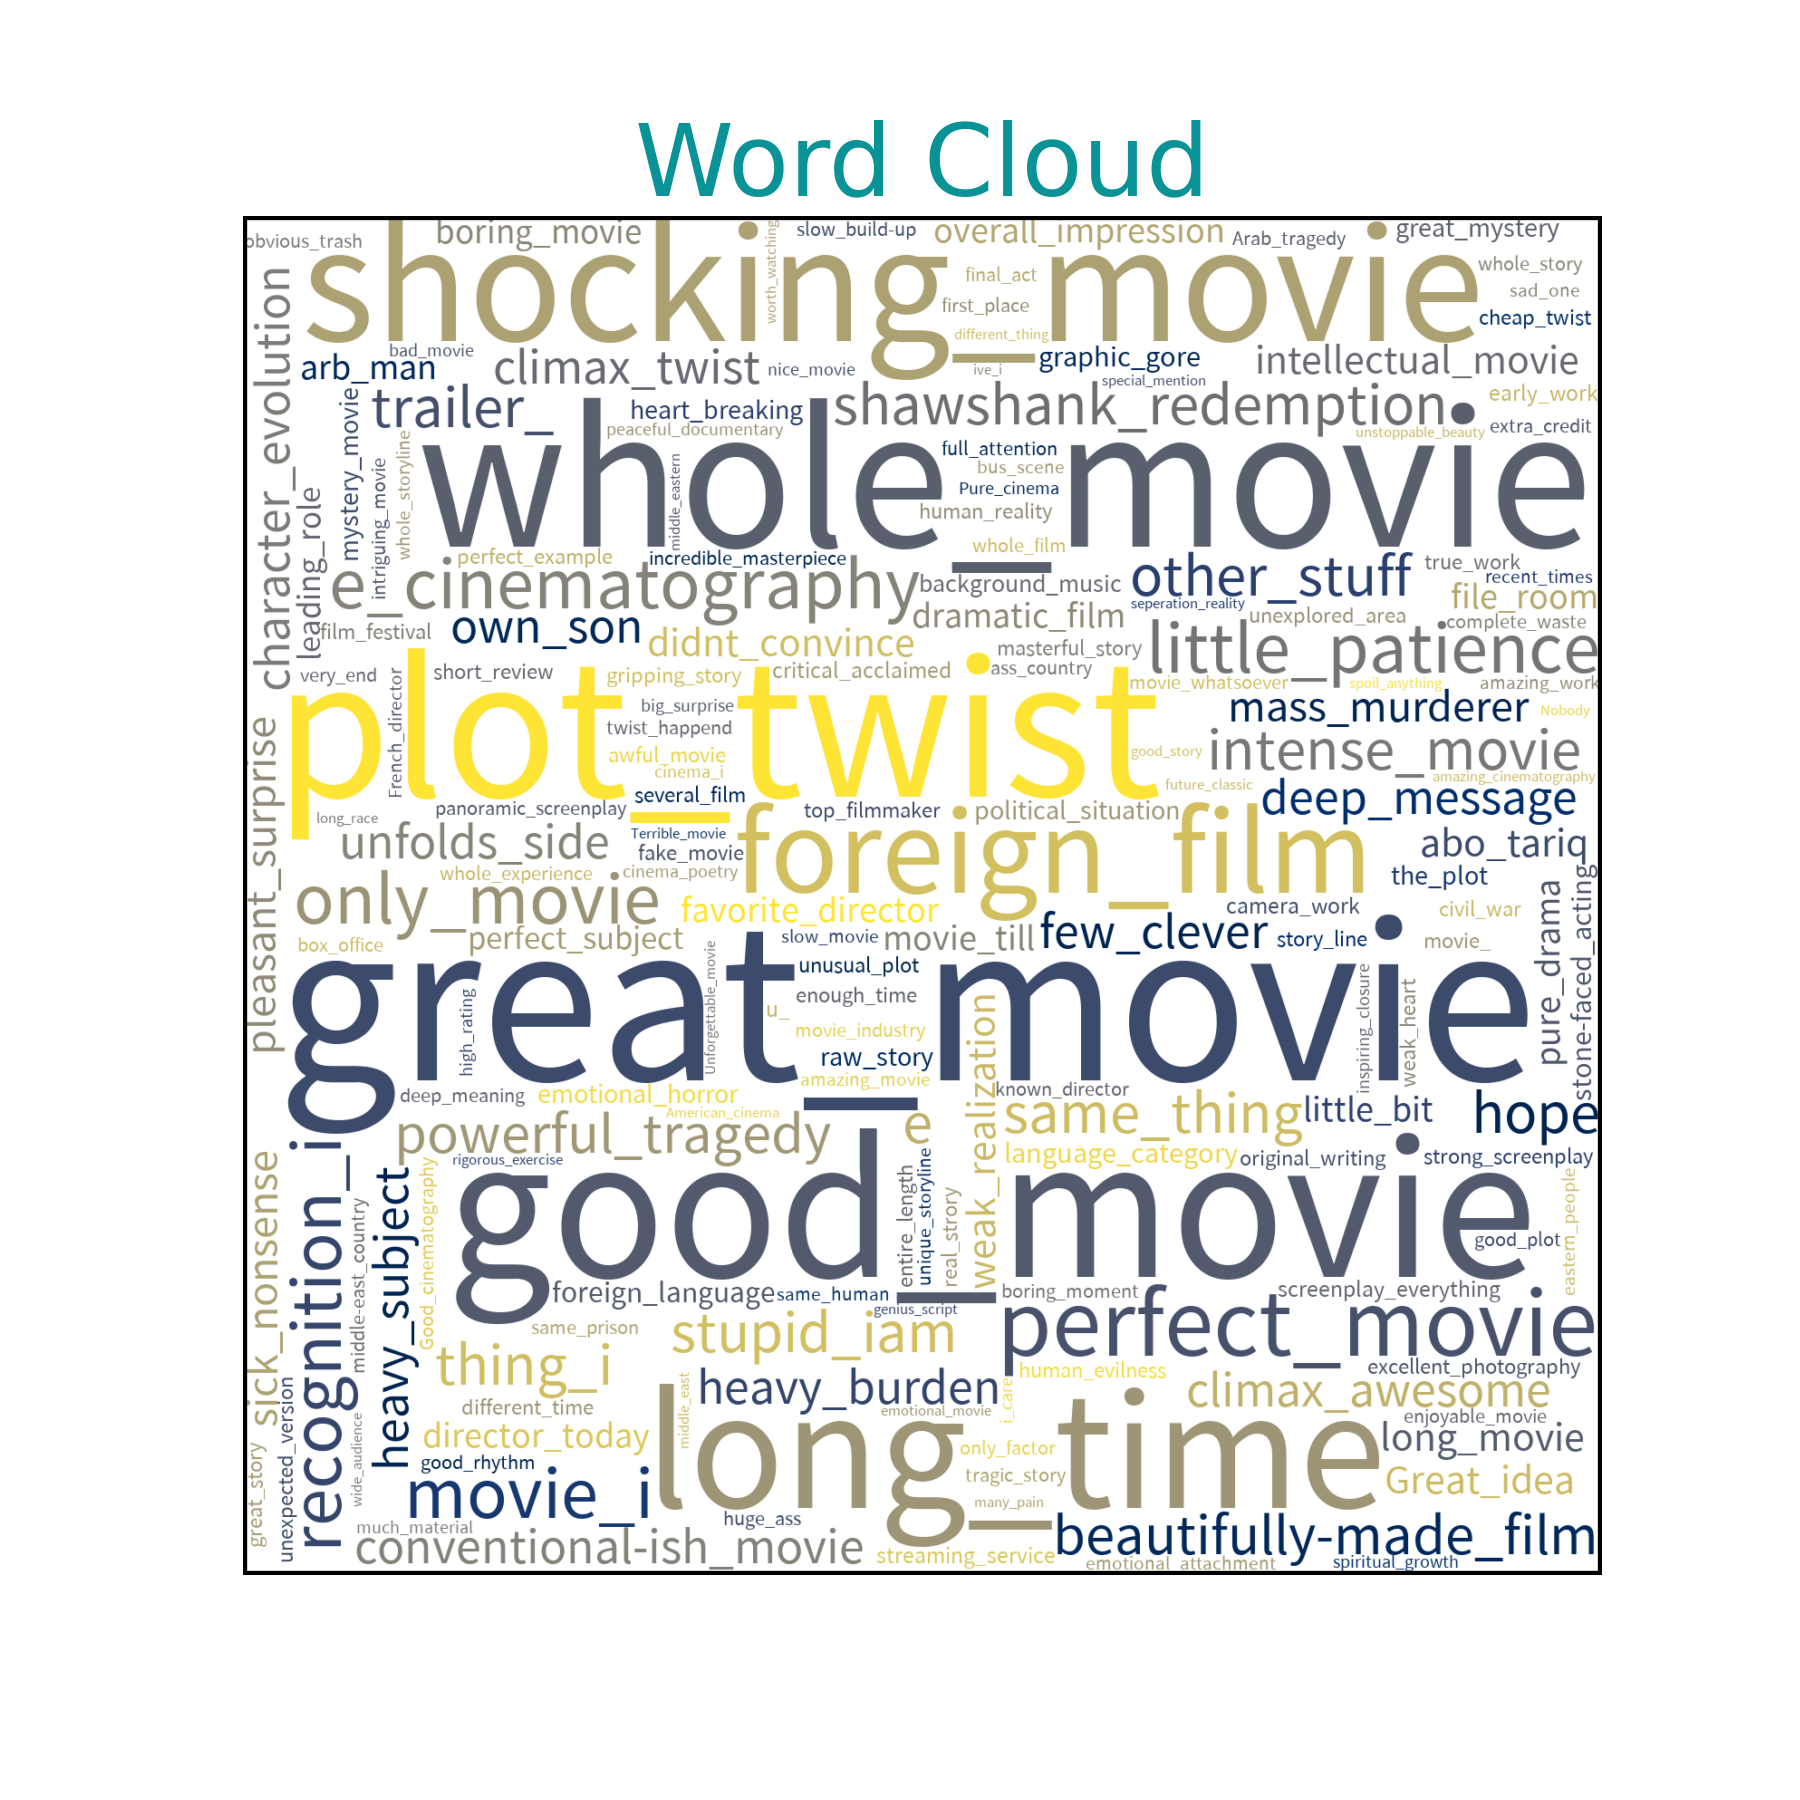 Word Cloud
obvious_trash
boring_movie
worth_watching
slow_build-up
overall_impression
Arab_tragedy
great_mystery
shocking_movie
final_act
whole_story
sad_one
first_place
cheap_twist
different_thing
bad_movie
arb_man
climax_twist
nice_movie
ive_i
graphic_gore
intellectual_movie
special_mention
early_work
character_evolution
trailer_
heart_breaking
shawshank_redemption
peaceful_documentary
unstoppable_beauty
extra_credit
mystery_movie
whole_movie
full_attention
bus_scene
Pure_cinema
human_reality
middle_eastern
intriguing_movie
whole_storyline
leading_role
perfect_example
incredible_masterpiece
whole_film
true_work
e_cinematography
background_music
other_stuff
recent_times
file_room
seperation_reality
unexplored_area
complete_waste
film_festival
own_son
didnt_convince
dramatic_film
masterful_story
little_patience
very_end
short_review
gripping_story
critical_acclaimed
ass_country
movie_whatsoever
spoil_anything
amazing_work
French_director
plot_twist
big_surprise
twist_happend
mass_murderer
Nobody
awful_movie
cinema_i
good_story
intense_movie
amazing_cinematography
future_classic
several_film
pleasant_surprise
long_race
panoramic_screenplay
top_filmmaker
political_situation
deep_message
unfolds_side
Terrible_movie
fake_movie
foreign_film
abo_tariq
whole_experience
cinema_poetry
the_plot
only_movie
favorite_director
camera_work
civil_war
box_office
perfect_subject
slow_movie
movie_till
few_clever
story_line
movie_
pure_drama
stone-faced_acting
great_movie
unusual_plot
enough_time
high_rating
Unforgettable_movie
u_
movie_industry
raw_story
inspiring_closure
weak_heart
amazing_movie
known_director
weak_realization
deep_meaning
emotional_horror
American_cinema
powerful_tragedy
e
same_thing
little_bit
hope
language_category
original_writing
strong_screenplay
rigorous_exercise
sick_nonsense
recognition_i
middle-east_country
heavy_subject
Good_cinematography
good_movie
entire_length
unique_storyline
real_strory
good_plot
eastern_people
foreign_language
same_human
genius_script
boring_moment
screenplay_everything
same_prison
stupid_iam
perfect_movie
thing_i
excellent_photography
human_evilness
heavy_burden
climax_awesome
i_care
middle_east
different_time
emotional_movie
enjoyable_movie
director_today
long_time
only_factor
long_movie
good_rhythm
tragic_story
Great_idea
unexpected_version
wide_audience
great_story
movie_i
many_pain
huge_ass
much_material
conventional-ish_movie
streaming_service
beautifully-made_film
emotional_attachment
spiritual_growth